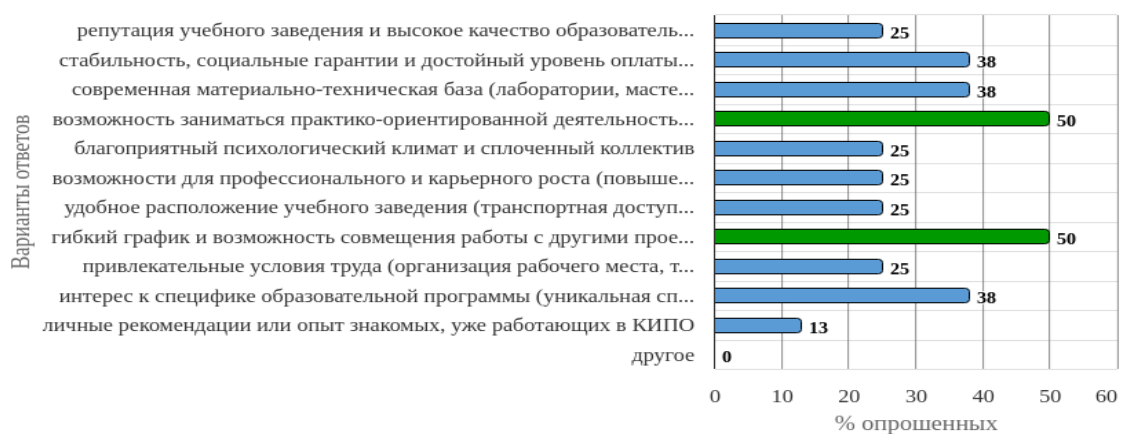 репутация учебного заведения и высокое качество образователь... 25
стабильность, социальные гарантии и достойный уровень оплаты... 38
современная материально-техническая база (лаборатории, масте... 38
возможность заниматься практико-ориентированной деятельность... 50
благоприятный психологический климат и сплоченный коллектив 25
возможности для профессионального и карьерного роста (повыше... 25
удобное расположение учебного заведения (транспортная доступ... 25
гибкий график и возможность совмещения работы с другими прое... 50
привлекательные условия труда (организация рабочего места, т... 25
интерес к специфике образовательной программы (уникальная сп... 38
личные рекомендации или опыт знакомых, уже работающих в КИПО 13
другое 0
0 10 20 30 40 50 60
% опрошенных
Варианты ответов